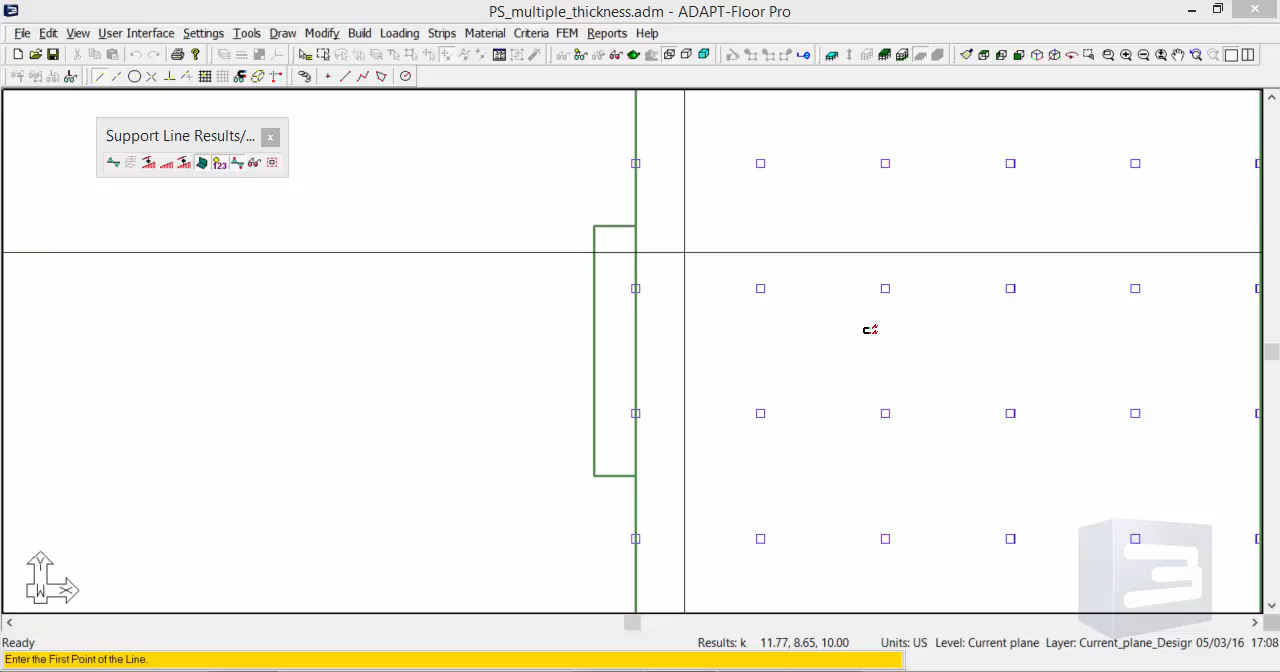 PS_multiple_thickness.adm - ADAPT-Floor Pro
File Edit View User Interface Settings Tools Draw Modify Build Loading Strips Material Criteria FEM Reports Help
Support Line Results/...
123
Y
W X
Ready
Results: k 11.77, 8.65, 10.00 Units: US Level: Current plane Layer: Current_plane_Design 05/03/16 17:08
Enter the First Point of the Line.